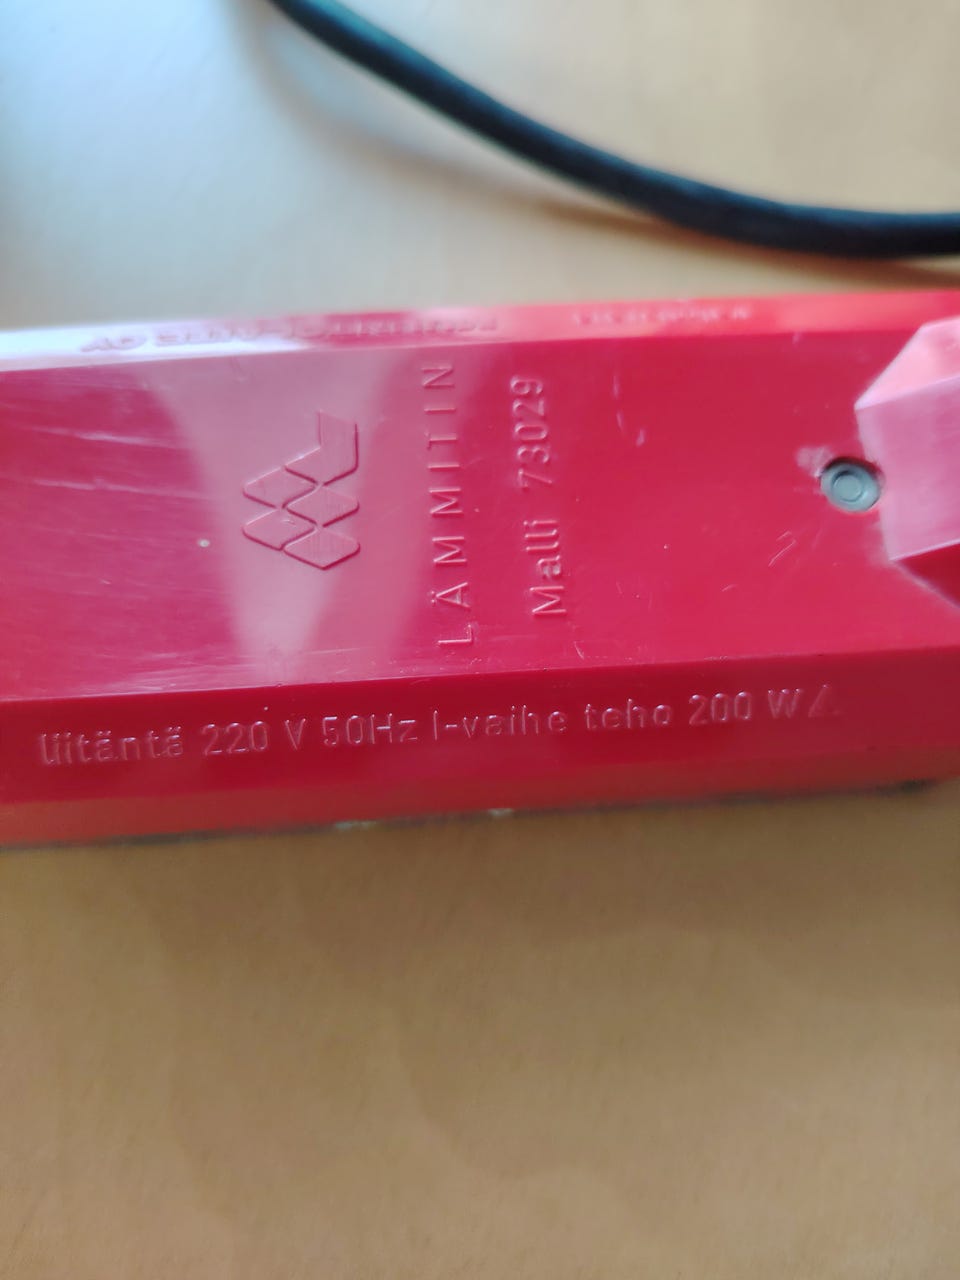 LÄMMITIN
Malli 73029
liitäntä 220 V 50Hz I-vaihe teho 200 W